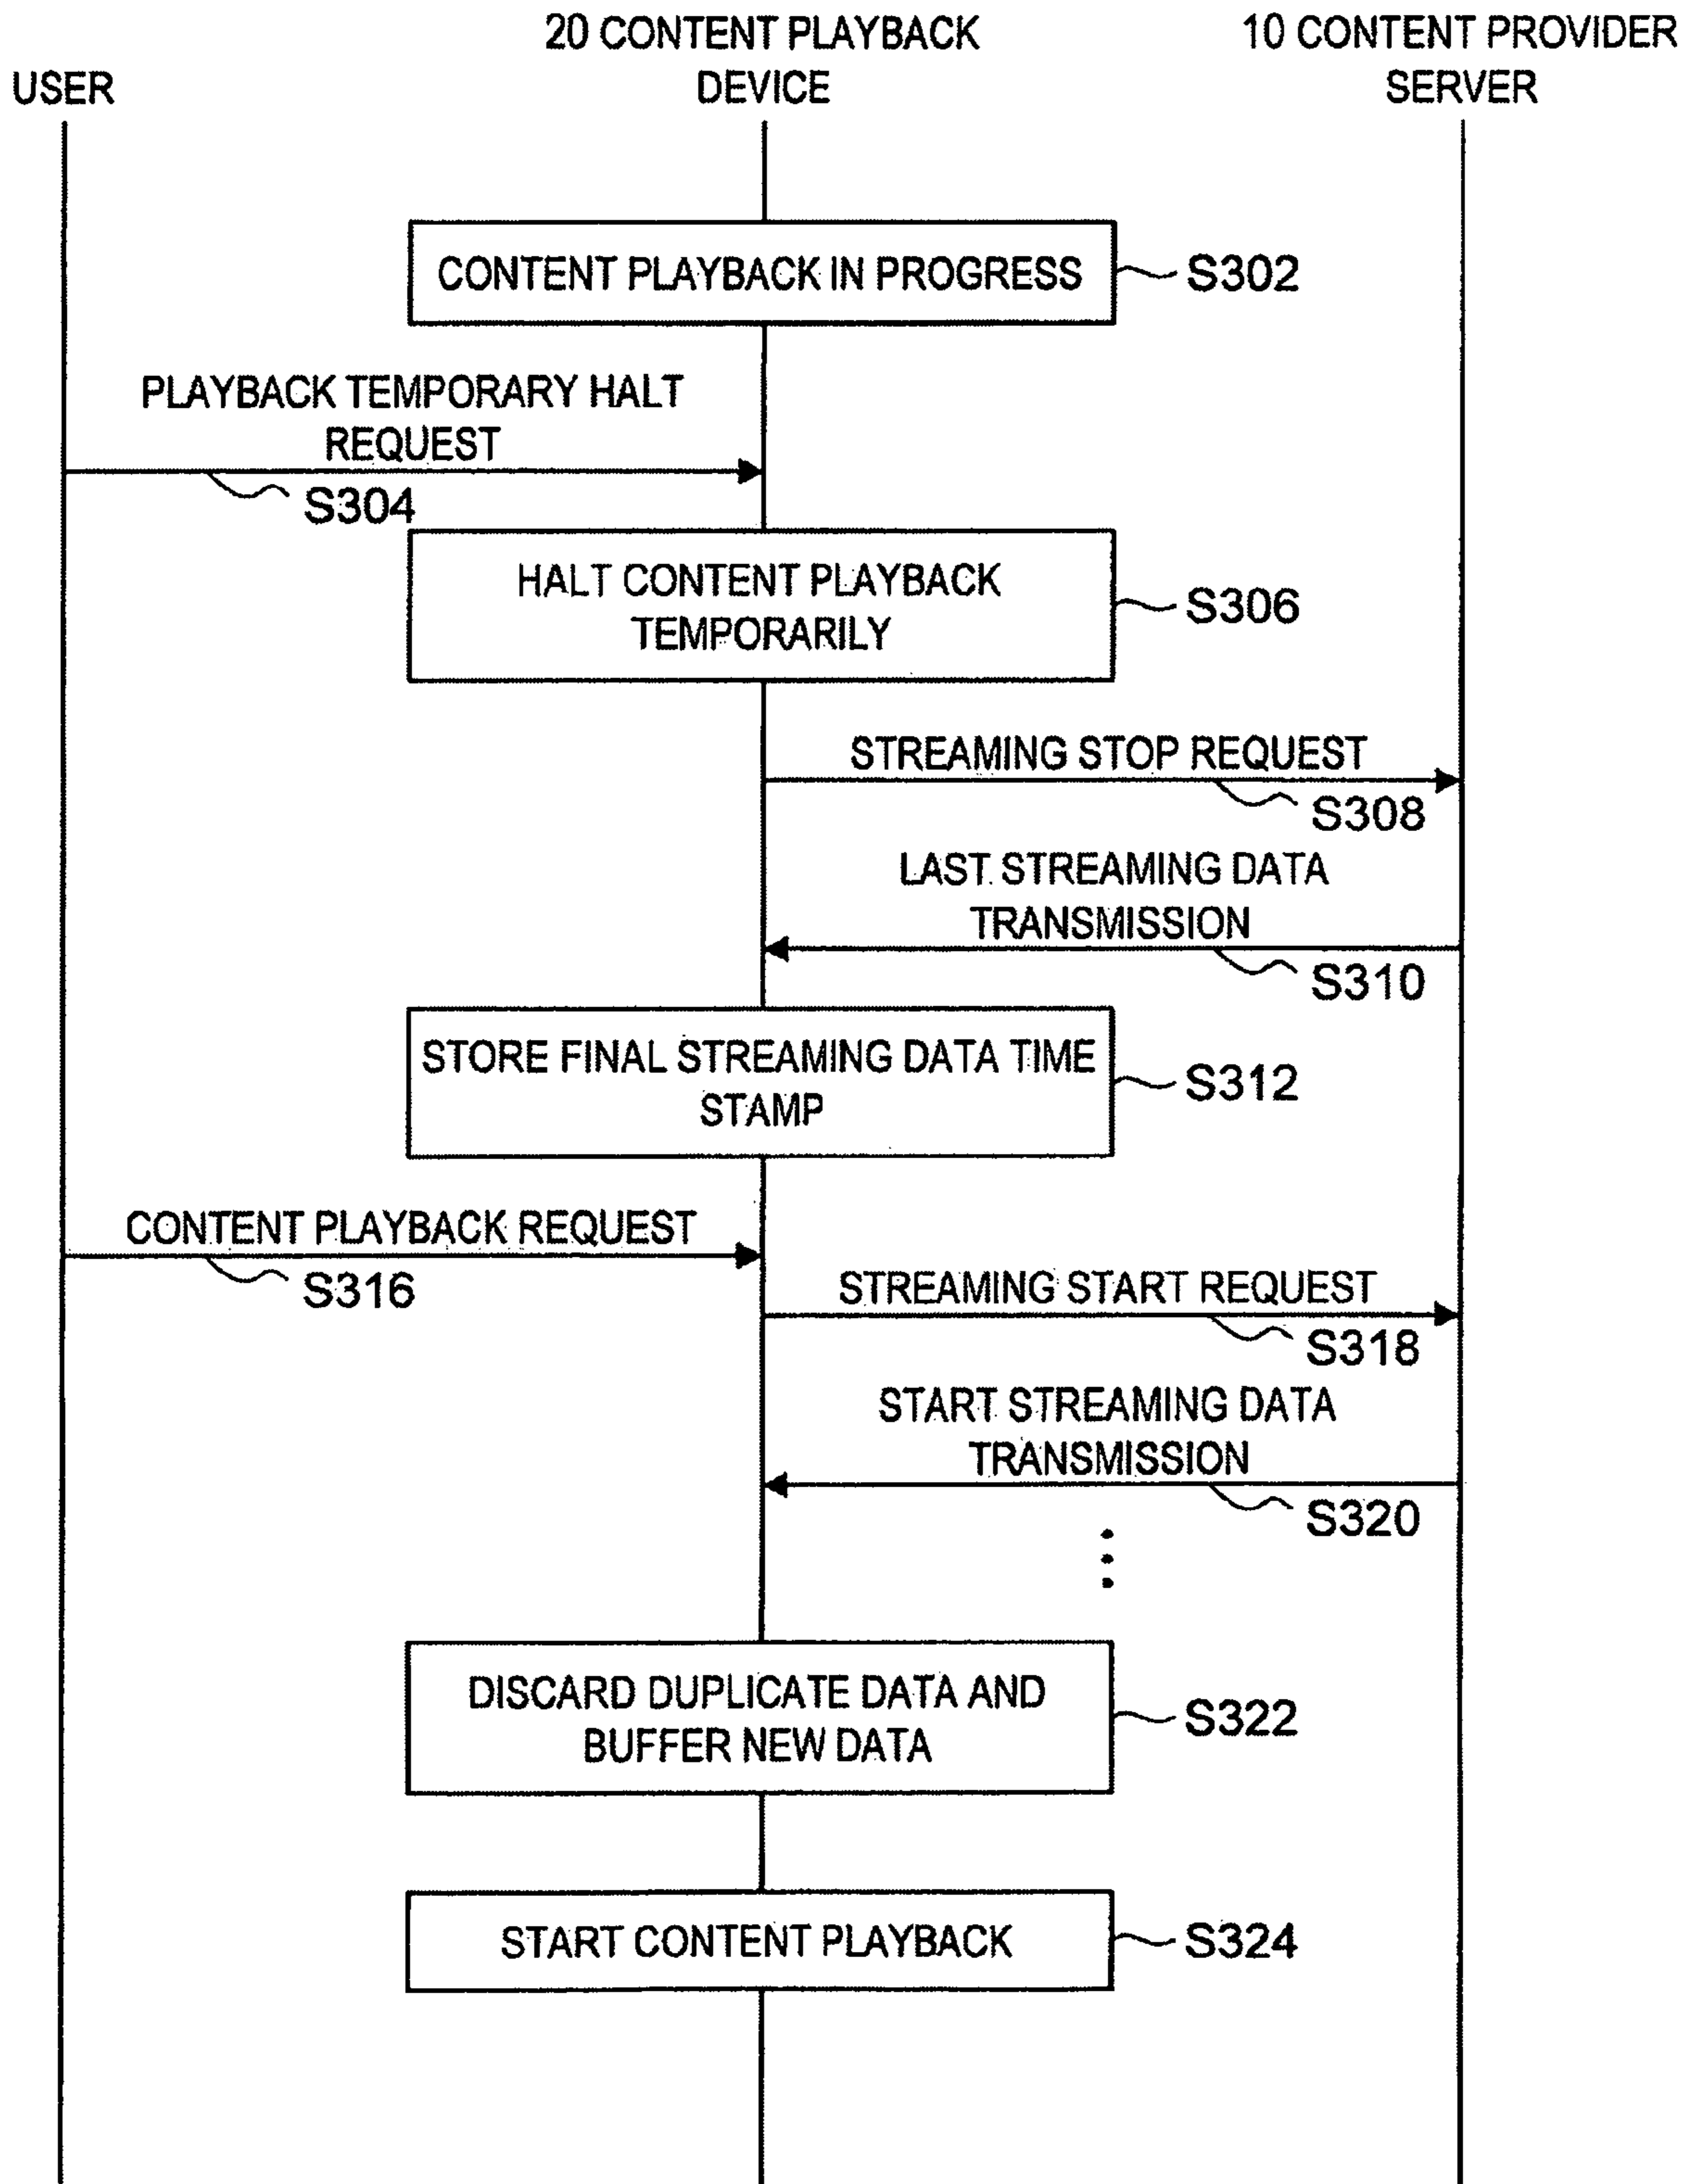 20 CONTENT PLAYBACK
DEVICE
10 CONTENT PROVIDER
SERVER
USER
CONTENT PLAYBACK IN PROGRESS
S302
PLAYBACK TEMPORARY HALT
REQUEST
S304
HALT CONTENT PLAYBACK
TEMPORARILY
S306
STREAMING STOP REQUEST
S308
LAST STREAMING DATA
TRANSMISSION
S310
STORE FINAL STREAMING DATA TIME
STAMP
S312
CONTENT PLAYBACK REQUEST
S316
STREAMING START REQUEST
S318
START STREAMING DATA
TRANSMISSION
S320
DISCARD DUPLICATE DATA AND
BUFFER NEW DATA
S322
START CONTENT PLAYBACK
S324